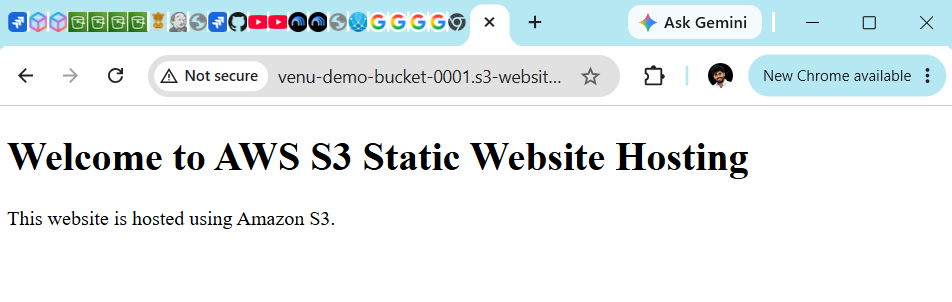 Ask Gemini
Not secure venu-demo-bucket-0001.s3-websit... New Chrome available
Welcome to AWS S3 Static Website Hosting
This website is hosted using Amazon S3.